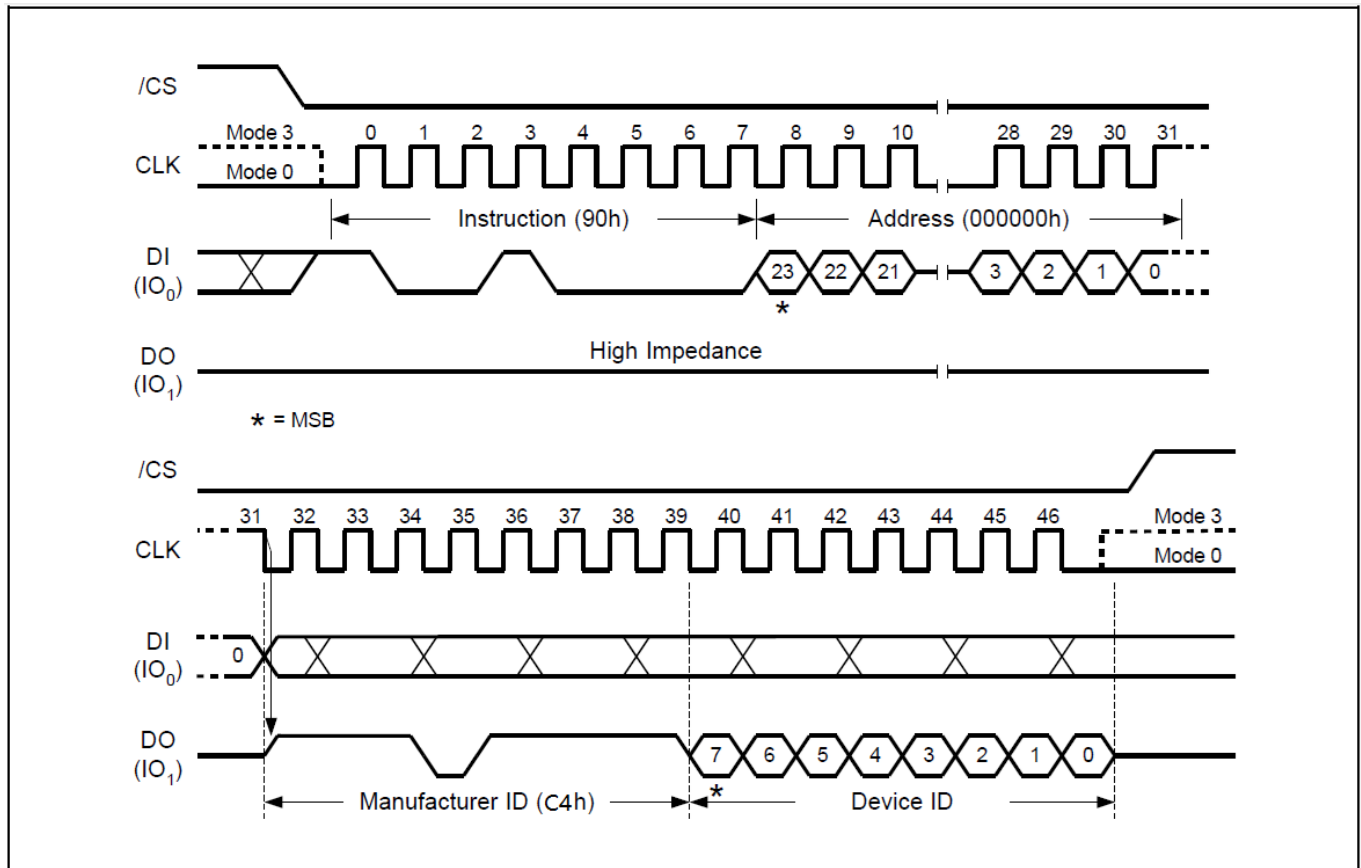 /CS
Mode 3 0 1 2 3 4 5 6 7 8 9 10 28 29 30 31
CLK
Mode 0
Instruction (90h) Address (000000h)
DI
(IO0)
23 22 21 3 2 1 0
*
High Impedance
DO
(IO1)
* = MSB
/CS
31 32 33 34 35 36 37 38 39 40 41 42 43 44 45 46 Mode 3
CLK
Mode 0
DI
(IO0)
0
DO
(IO1)
7 6 5 4 3 2 1 0
*
Manufacturer ID (C4h) Device ID